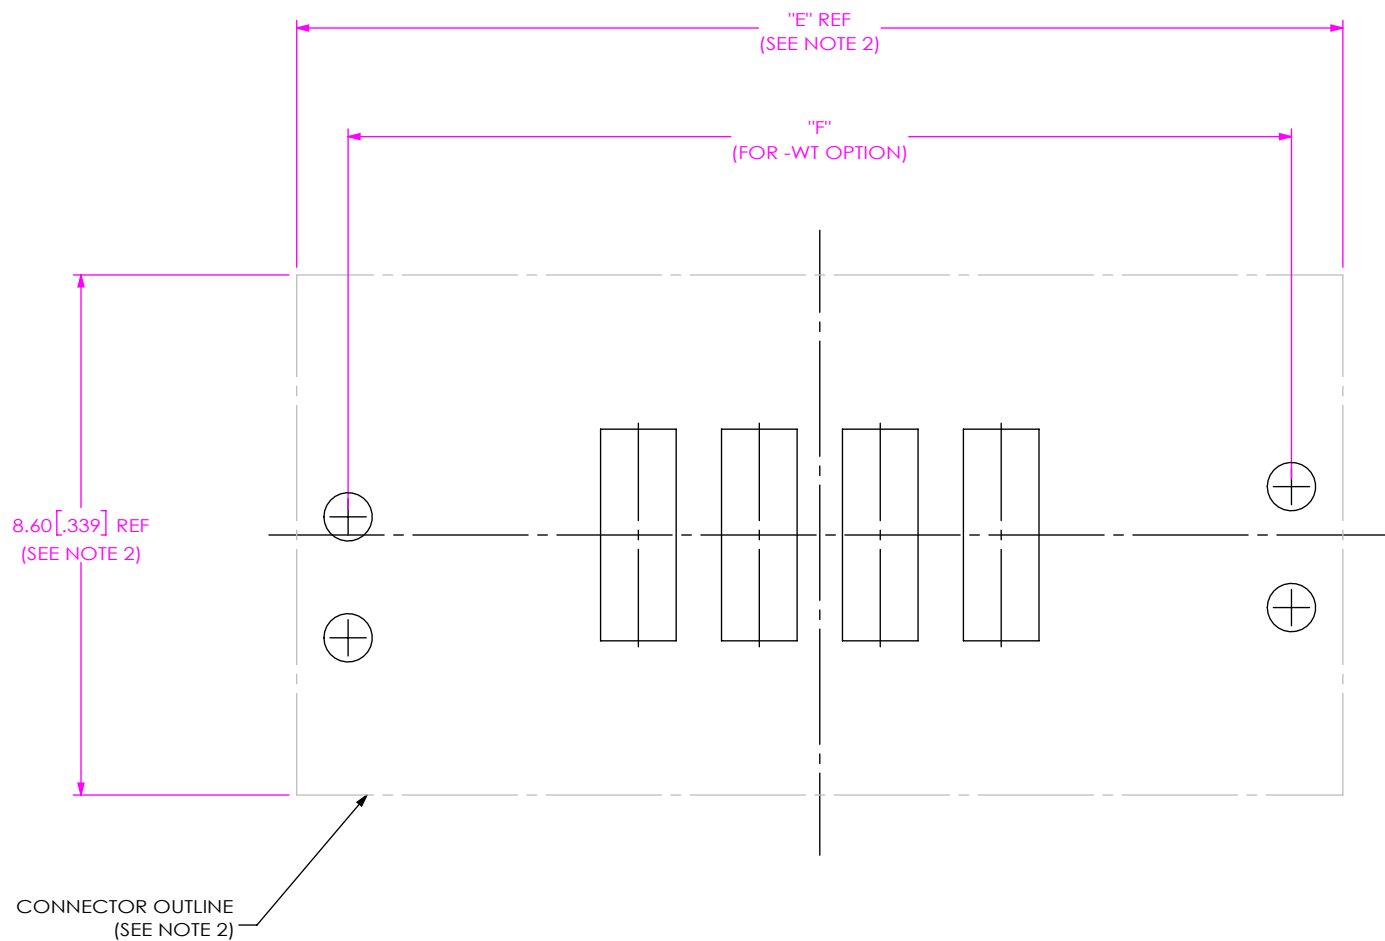 "E" REF
(SEE NOTE 2)
"F"
(FOR -WT OPTION)
8.60[.339] REF
(SEE NOTE 2)
CONNECTOR OUTLINE
(SEE NOTE 2)